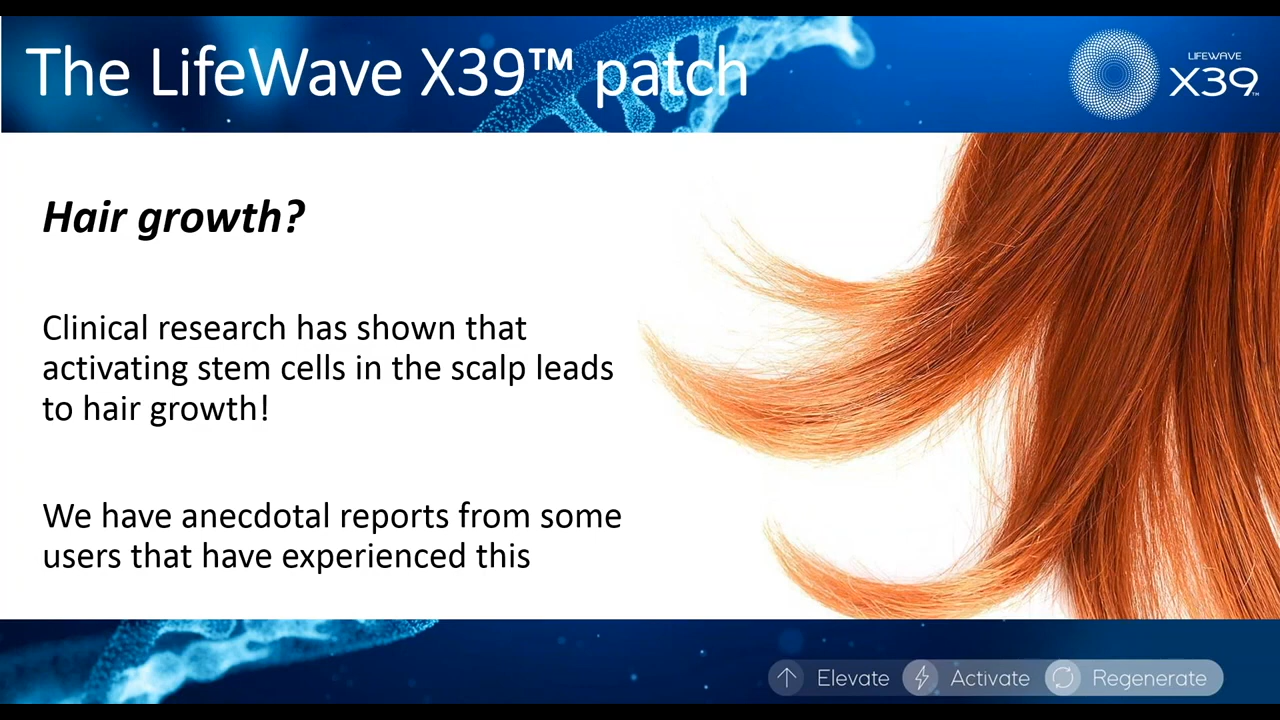 The LifeWave X39™ patch
LIFEWAVE
X39™
Hair growth?
Clinical research has shown that
activating stem cells in the scalp leads
to hair growth!
We have anecdotal reports from some
users that have experienced this
Elevate Activate Regenerate